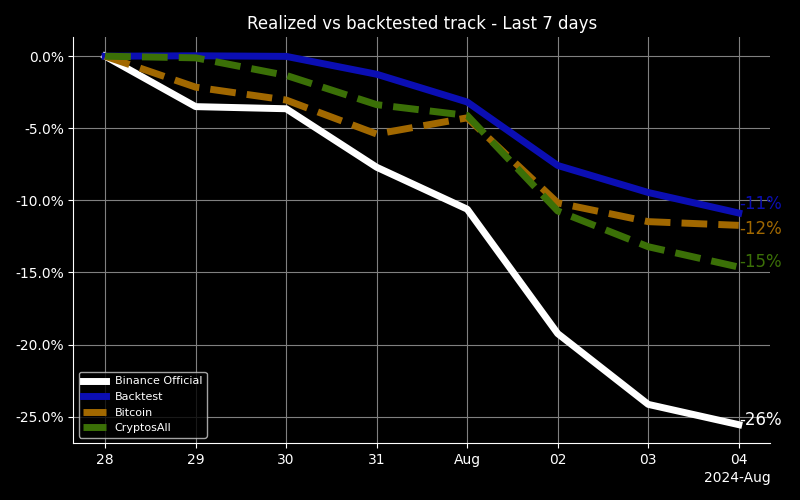 Realized vs backtested track - Last 7 days
0.0%
-5.0%
-10.0%
-15.0%
-20.0%
-25.0%
-11%
-12%
-15%
-26%
Binance Official
Backtest
Bitcoin
CryptosAll
28 29 30 31 Aug 02 03 04
2024-Aug